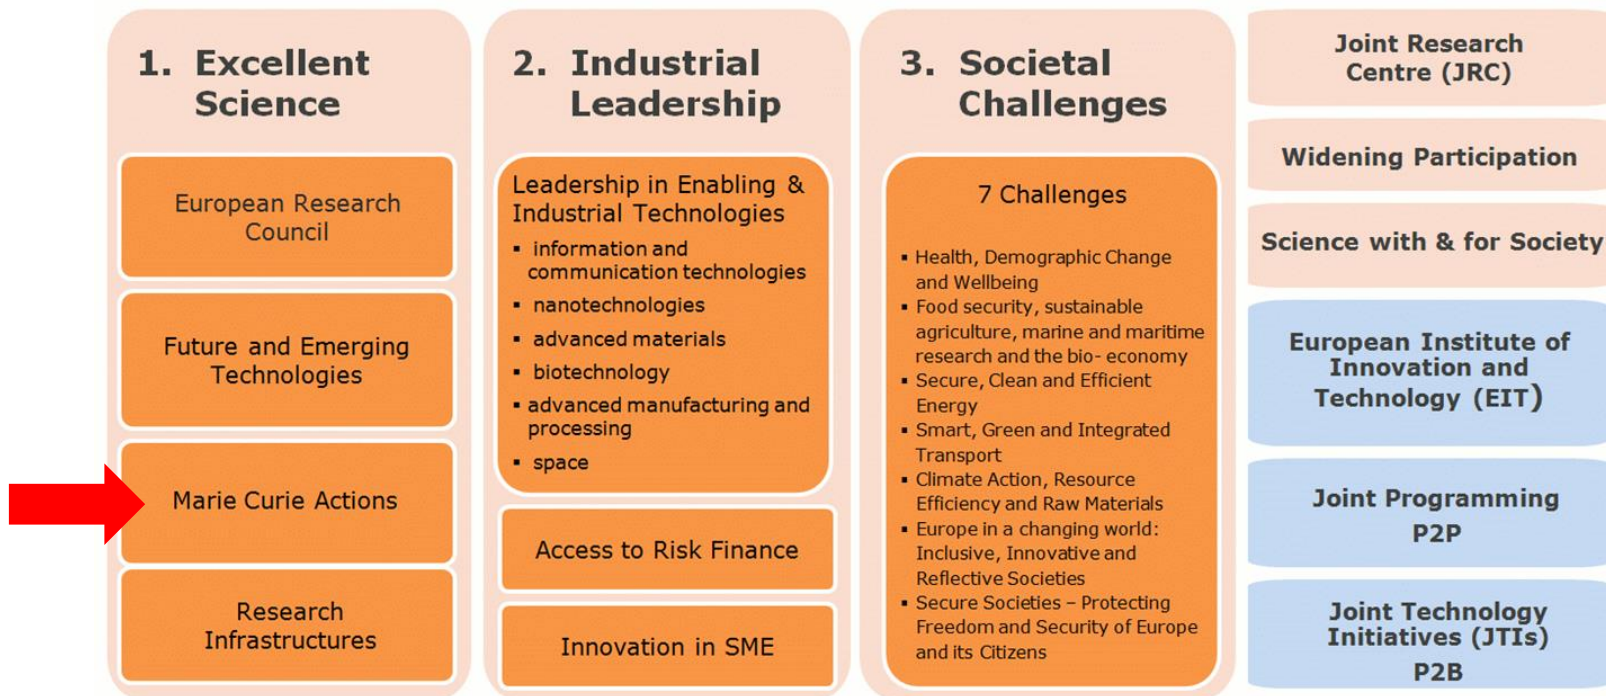 1. Excellent
Science
European Research
Council
Future and Emerging
Technologies
Marie Curie Actions
Research
Infrastructures
2. Industrial
Leadership
Leadership in Enabling &
Industrial Technologies
▪ information and
communication technologies
▪ nanotechnologies
▪ advanced materials
▪ biotechnology
▪ advanced manufacturing and
processing
▪ space
Access to Risk Finance
Innovation in SME
3. Societal
Challenges
7 Challenges
▪ Health, Demographic Change
and Wellbeing
▪ Food security, sustainable
agriculture, marine and maritime
research and the bio- economy
▪ Secure, Clean and Efficient
Energy
▪ Smart, Green and Integrated
Transport
▪ Climate Action, Resource
Efficiency and Raw Materials
▪ Europe in a changing world:
Inclusive, Innovative and
Reflective Societies
▪ Secure Societies – Protecting
Freedom and Security of Europe
and its Citizens
Joint Research
Centre (JRC)
Widening Participation
Science with & for Society
European Institute of
Innovation and
Technology (EIT)
Joint Programming
P2P
Joint Technology
Initiatives (JTIs)
P2B